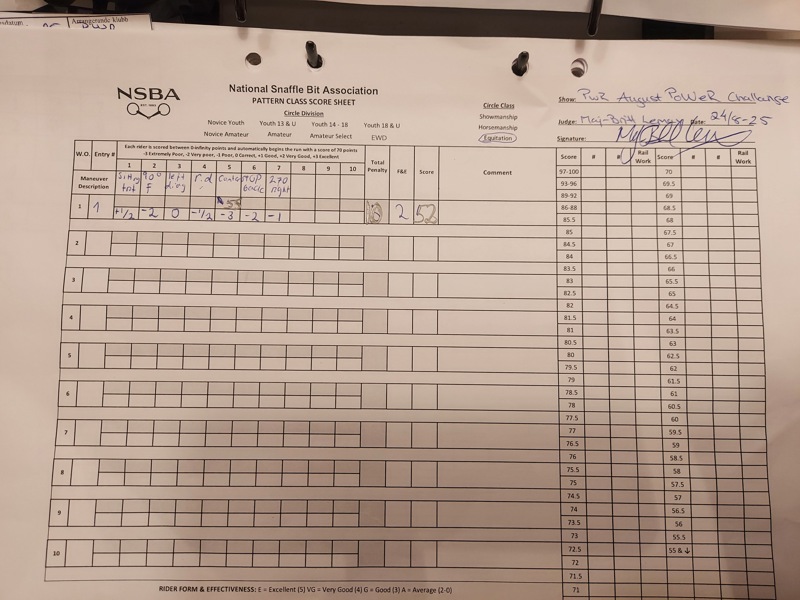 Arrangerande klubb
NSBA
National Snaffle Bit Association
PATTERN CLASS SCORE SHEET
Circle Division
Novice Youth Youth 13 & U Youth 14 - 18 Youth 18 & U
Novice Amateur Amateur Amateur Select EWD
Circle Class
Showmanship
Horsemanship
Equitation
Show: PwR August PoWeR Challange
Judge: Maj-Britt Leman Date: 24/8-25
Signature:
W.O. Entry # Each rider is scored between 0-infinity points and automatically begins the run with a score of 70 points
-3 Extremely Poor, -2 Very poor, -1 Poor, 0 Correct, +1 Good, +2 Very Good, +3 Excellent
1 2 3 4 5 6 7 8 9 10
Total Penalty F&E Score Comment
Maneuver Description
90° left diag r.d STOP back 270 right
1 1 +1/2 -2 0 -1/2 -3 -2 -1 2 52
2
3
4
5
6
7
8
9
10
RIDER FORM & EFFECTIVENESS: E = Excellent (5) VG = Very Good (4) G = Good (3) A = Average (2-0)
Score # # Rail Work Score # # Rail Work
97-100 70
93-96 69.5
89-92 69
86-88 68.5
85.5 68
85 67.5
84.5 67
84 66.5
83.5 66
83 65.5
82.5 65
82 64.5
81.5 64
81 63.5
80.5 63
80 62.5
79.5 62
79 61.5
78.5 61
78 60.5
77.5 60
77 59.5
76.5 59
76 58.5
75.5 58
75 57.5
74.5 57
74 56.5
73.5 56
73 55.5
72.5 55 & ↓
72
71.5
71